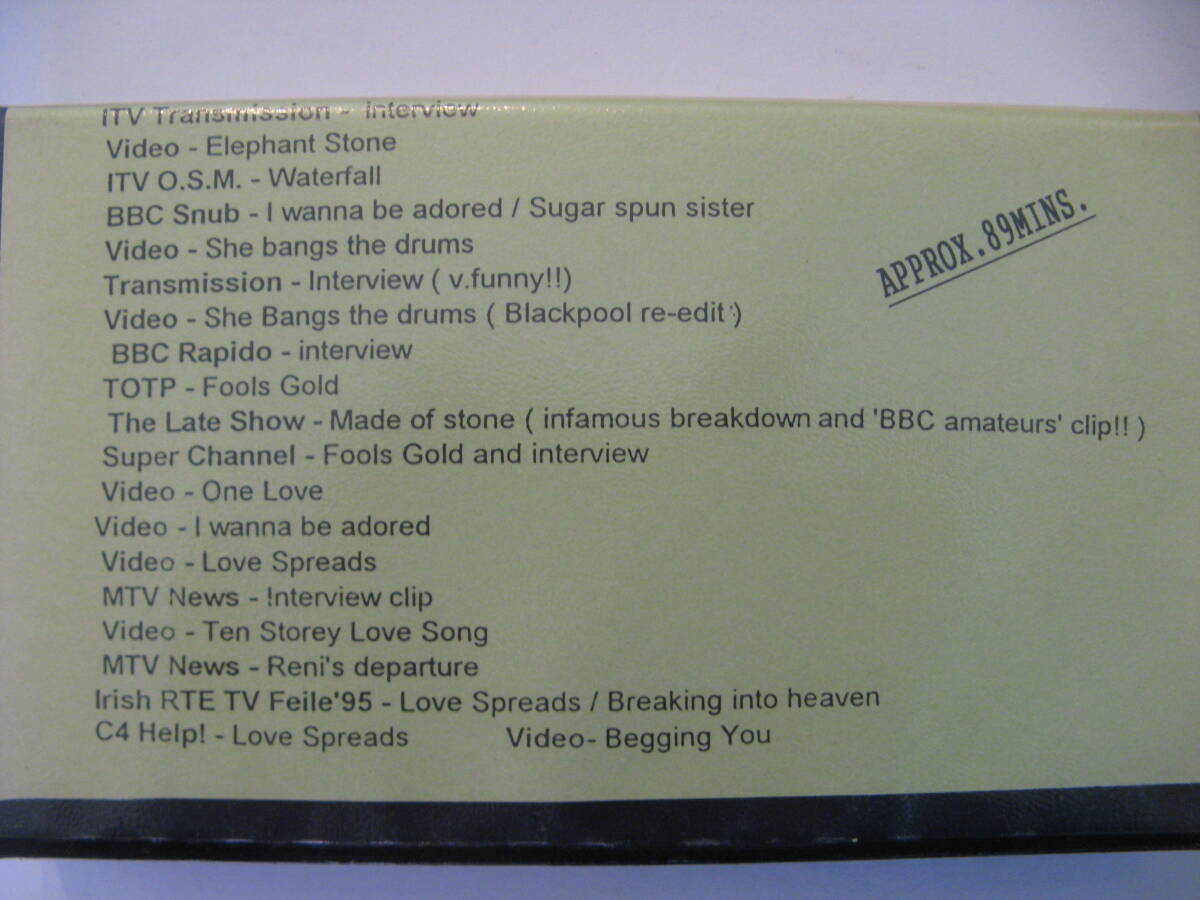 ITV Transmission - interview
Video - Elephant Stone
ITV O.S.M. - Waterfall
BBC Snub - I wanna be adored / Sugar spun sister
Video - She bangs the drums
Transmission - Interview ( v.funny!!)
Video - She Bangs the drums ( Blackpool re-edit )
BBC Rapido - interview
TOTP - Fools Gold
The Late Show - Made of stone ( infamous breakdown and 'BBC amateurs' clip!! )
Super Channel - Fools Gold and interview
Video - One Love
Video - I wanna be adored
Video - Love Spreads
MTV News - Interview clip
Video - Ten Storey Love Song
MTV News - Reni's departure
Irish RTE TV Feile'95 - Love Spreads / Breaking into heaven
C4 Help! - Love Spreads Video- Begging You
APPROX.89MINS.